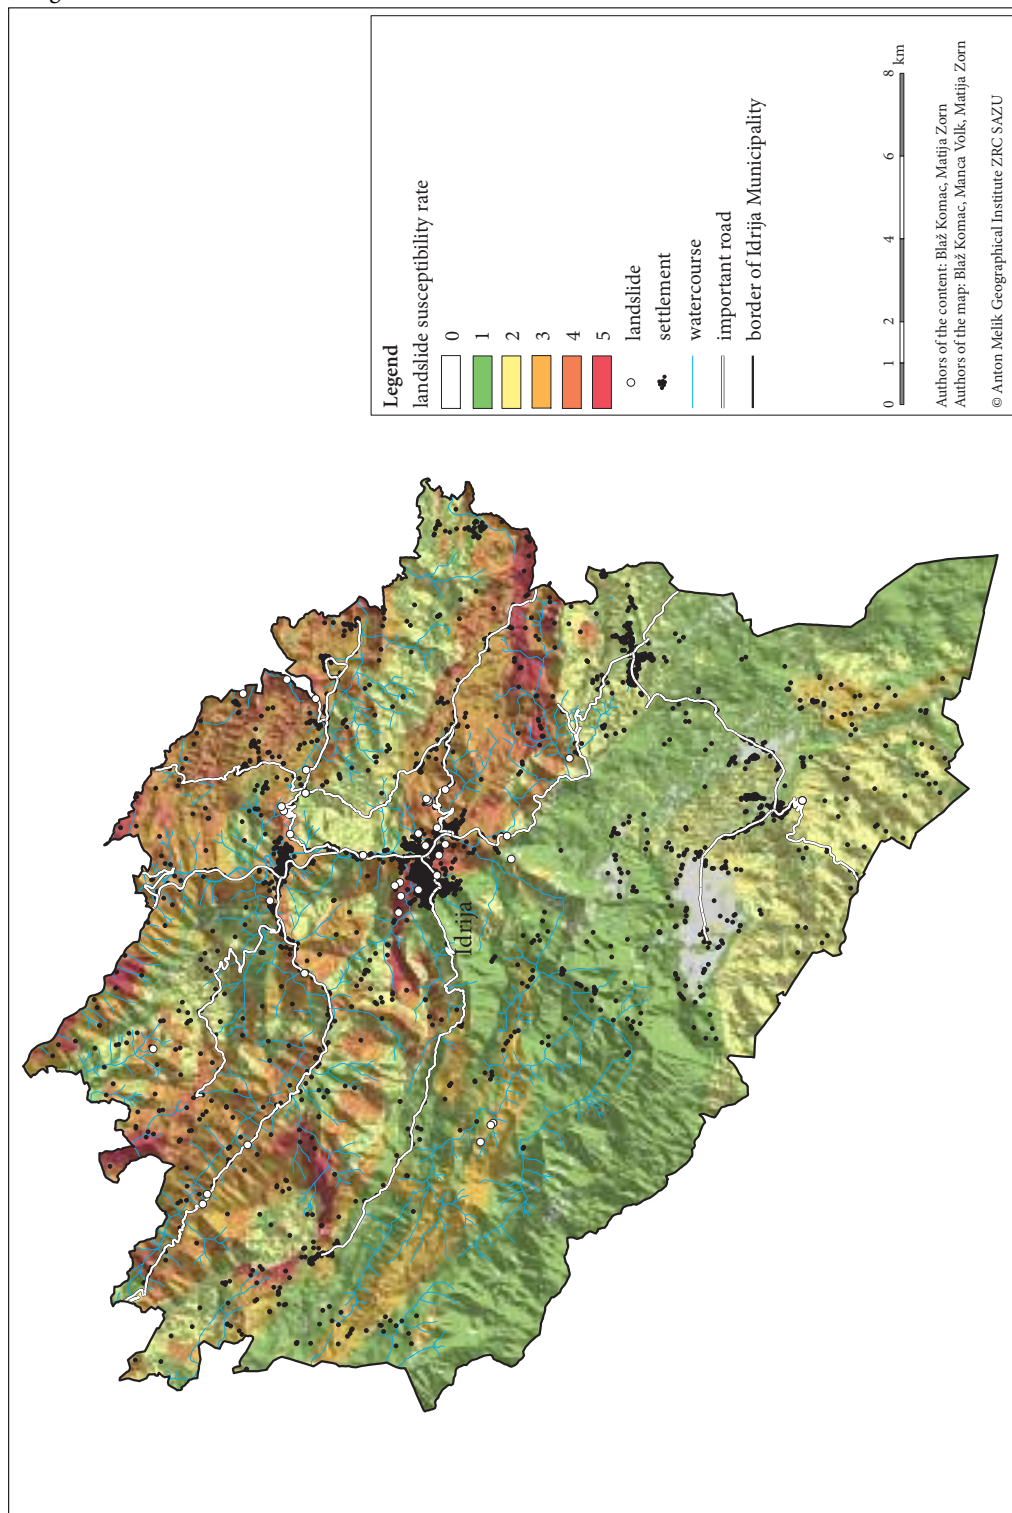 Legend
landslide susceptibility rate
0
1
2
3
4
5
landslide
settlement
watercourse
important road
border of Idrija Municipality
0 1 2 4 6 8
km
Authors of the content: Blaž Komac, Matija Zorn
Authors of the map: Blaž Komac, Manca Volk, Matija Zorn
© Anton Melik Geographical Institute ZRC SAZU
Idrija